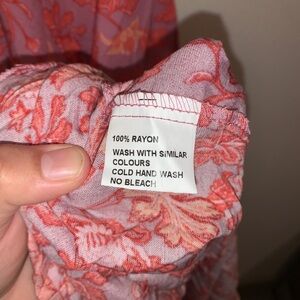 100% RAYON
WASH WITH SIMILAR
COLOURS
COLD HAND WASH
NO BLEACH